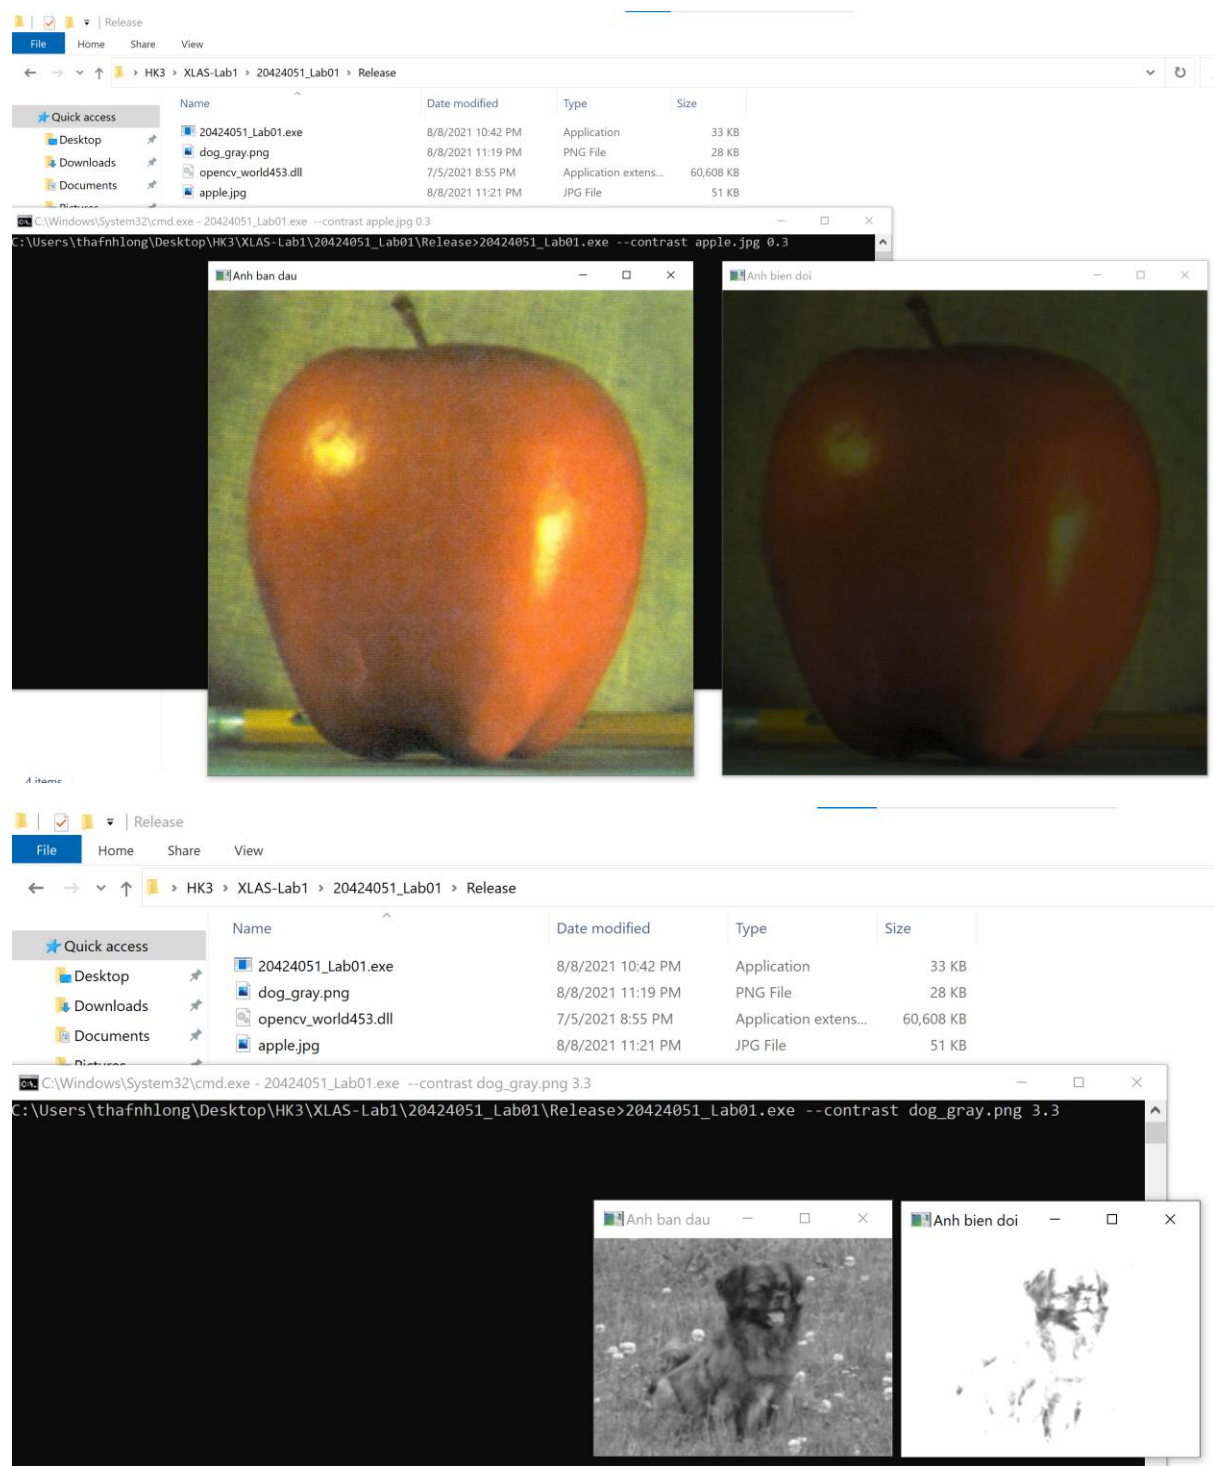 Release
File Home Share View
HK3 > XLAS-Lab1 > 20424051_Lab01 > Release
Name Date modified Type Size
Quick access
Desktop
Downloads
Documents
Pictures
20424051_Lab01.exe 8/8/2021 10:42 PM Application 33 KB
dog_gray.png 8/8/2021 11:19 PM PNG File 28 KB
opencv_world453.dll 7/5/2021 8:55 PM Application extens... 60,608 KB
apple.jpg 8/8/2021 11:21 PM JPG File 51 KB
C:\Windows\System32\cmd.exe - 20424051_Lab01.exe --contrast apple.jpg 0.3
C:\Users\thafnhlong\Desktop\HK3\XLAS-Lab1\20424051_Lab01\Release>20424051_Lab01.exe --contrast apple.jpg 0.3
Anh ban dau
Anh bien doi
4 items
Release
File Home Share View
HK3 > XLAS-Lab1 > 20424051_Lab01 > Release
Name Date modified Type Size
Quick access
Desktop
Downloads
Documents
Pictures
20424051_Lab01.exe 8/8/2021 10:42 PM Application 33 KB
dog_gray.png 8/8/2021 11:19 PM PNG File 28 KB
opencv_world453.dll 7/5/2021 8:55 PM Application extens... 60,608 KB
apple.jpg 8/8/2021 11:21 PM JPG File 51 KB
C:\Windows\System32\cmd.exe - 20424051_Lab01.exe --contrast dog_gray.png 3.3
C:\Users\thafnhlong\Desktop\HK3\XLAS-Lab1\20424051_Lab01\Release>20424051_Lab01.exe --contrast dog_gray.png 3.3
Anh ban dau
Anh bien doi